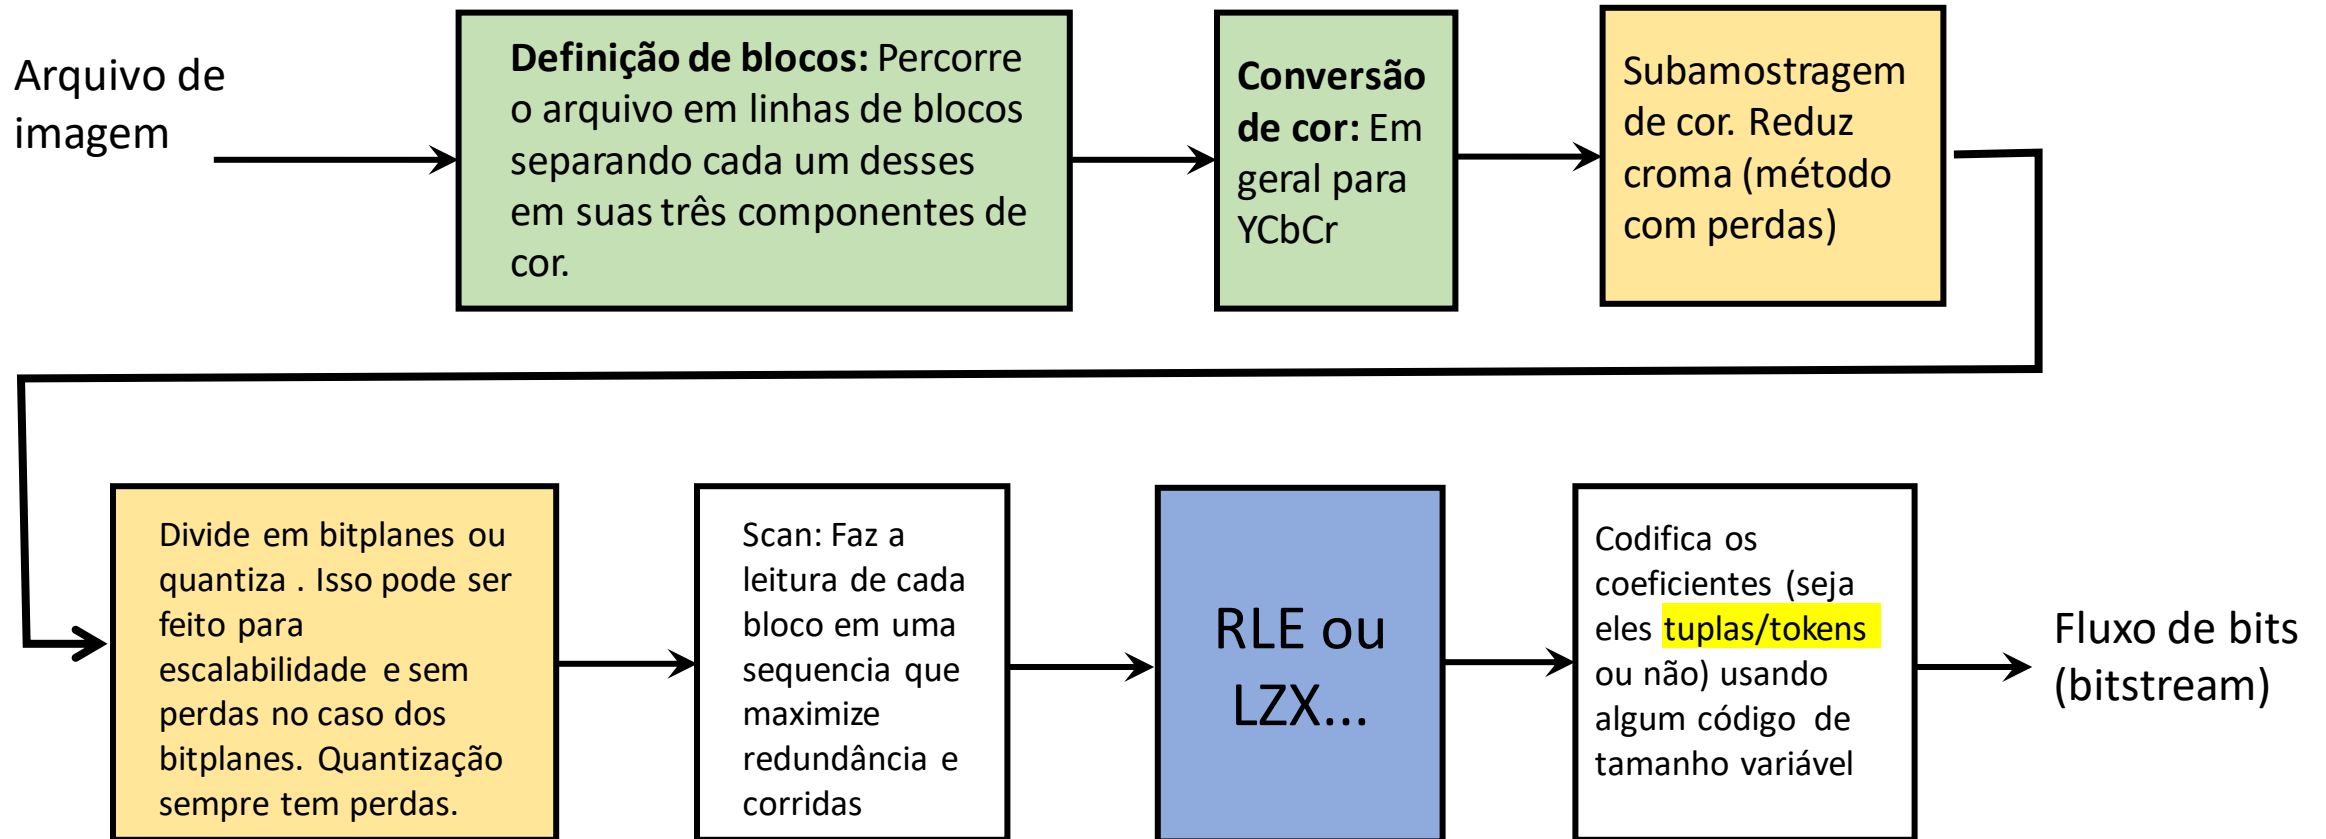 Arquivo de
imagem
Definição de blocos: Percorre
o arquivo em linhas de blocos
separando cada um desses
em suas três componentes de
cor.
Conversão
de cor: Em
geral para
YCbCr
Subamostragem
de cor. Reduz
croma (método
com perdas)
Divide em bitplanes ou
quantiza . Isso pode ser
feito para
escalabilidade e sem
perdas no caso dos
bitplanes. Quantização
sempre tem perdas.
Scan: Faz a
leitura de cada
bloco em uma
sequencia que
maximize
redundância e
corridas
RLE ou
LZX...
Codifica os
coeficientes (seja
eles tuplas/tokens
ou não) usando
algum código de
tamanho variável
Fluxo de bits
(bitstream)